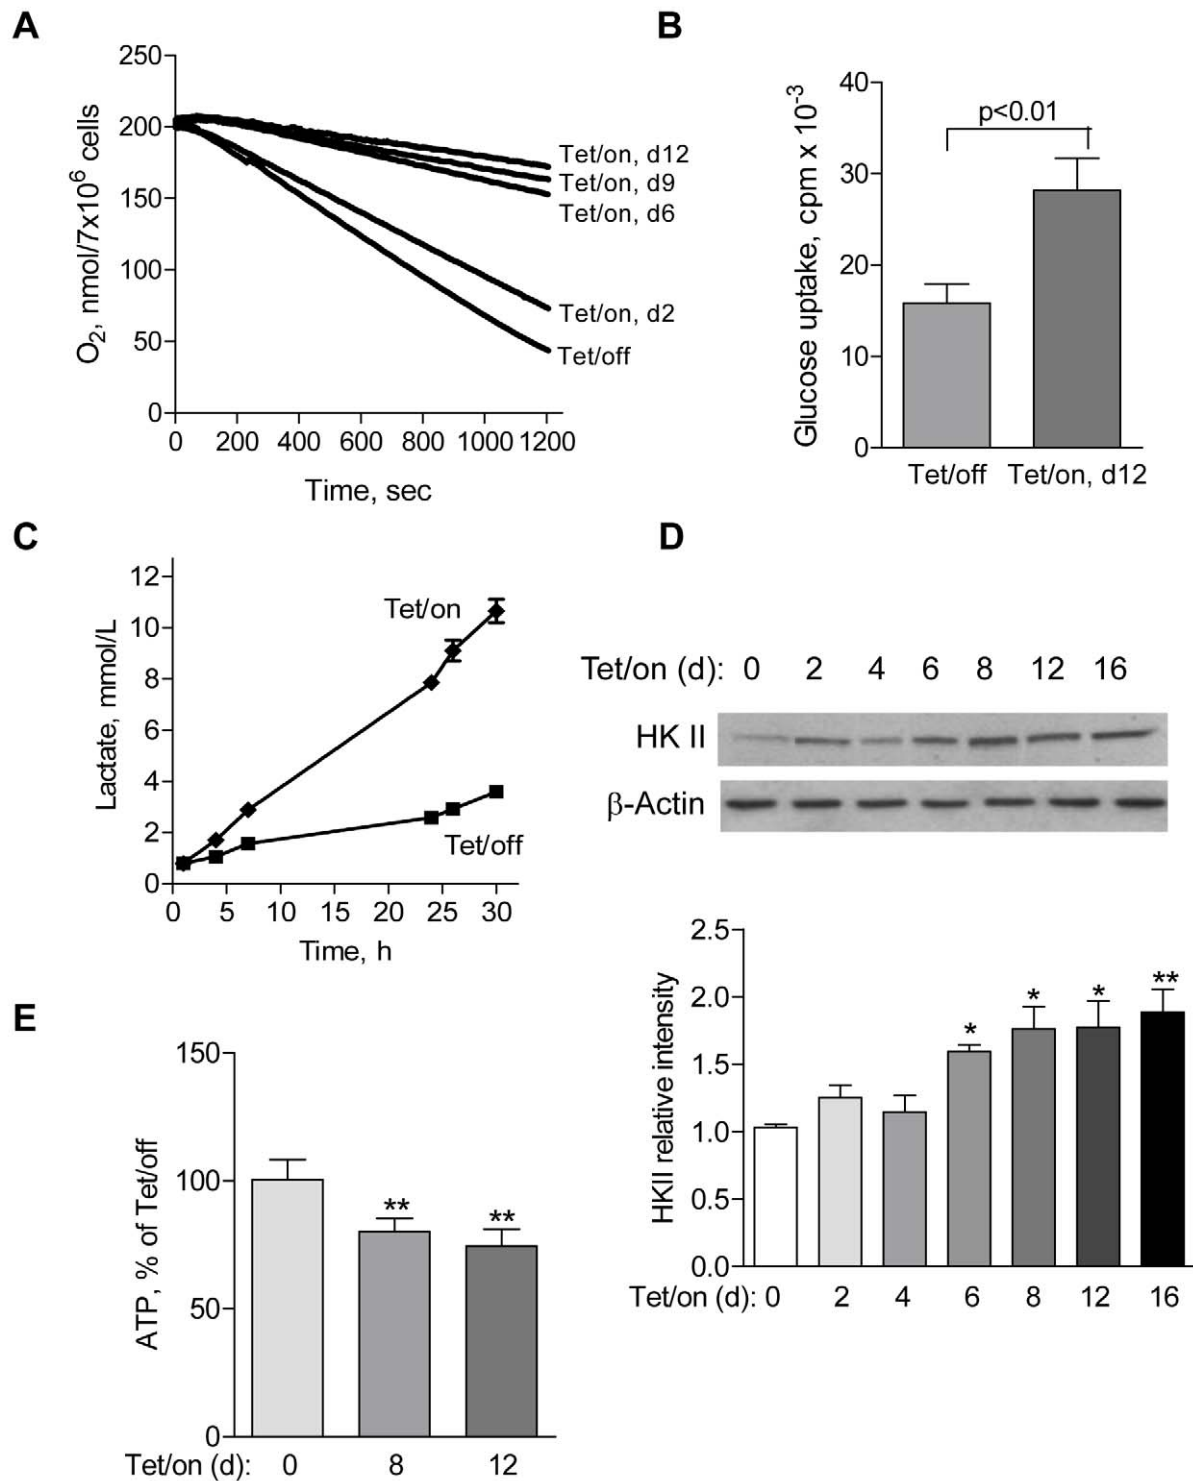 A
250
200
150
100
50
0
O2, nmol/7x10⁶ cells
Tet/on, d12
Tet/on, d9
Tet/on, d6
Tet/on, d2
Tet/off
0 200 400 600 800 1000 1200
Time, sec
B
40
30
20
10
0
Glucose uptake, cpm x 10⁻³
p<0.01
Tet/off Tet/on, d12
C
12
10
8
6
4
2
0
Lactate, mmol/L
Tet/on
Tet/off
0 5 10 15 20 25 30
Time, h
D
Tet/on (d): 0 2 4 6 8 12 16
HK II
β-Actin
2.5
2.0
1.5
1.0
0.5
0.0
HKII relative intensity
* * * **
Tet/on (d): 0 2 4 6 8 12 16
E
150
100
50
0
ATP, % of Tet/off
** **
Tet/on (d): 0 8 12